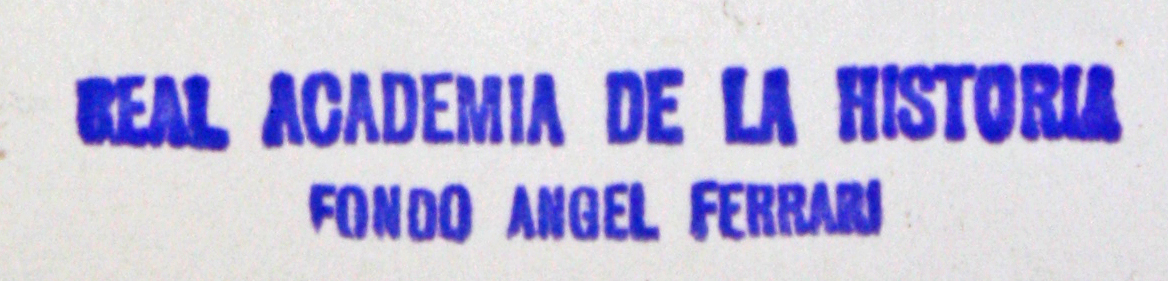 REAL ACADEMIA DE LA HISTORIA
FONDO ANGEL FERRARI